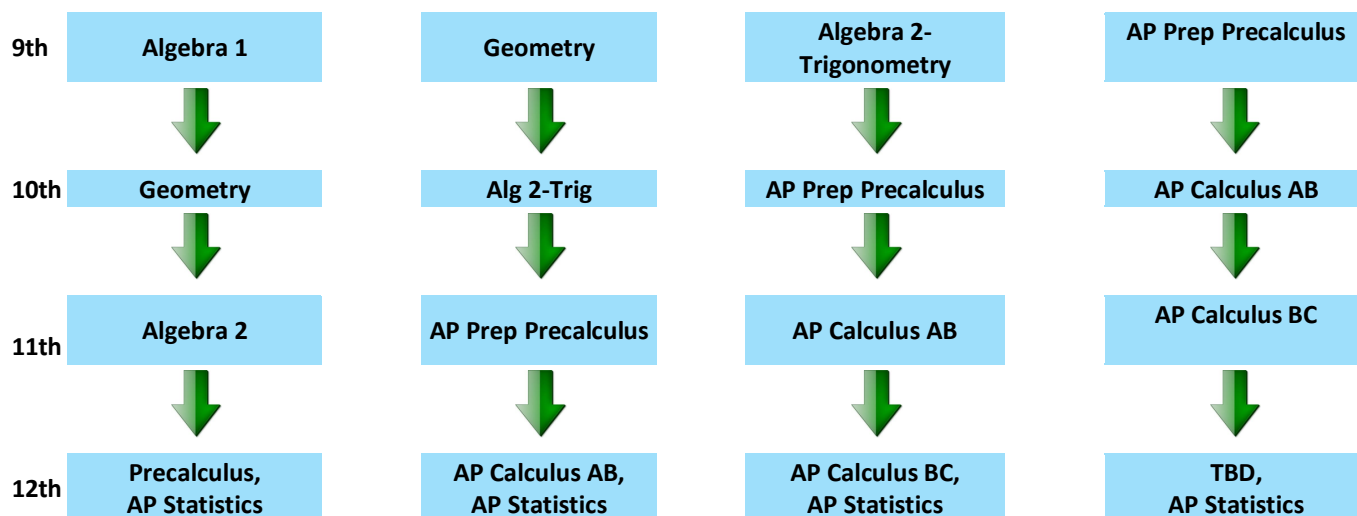 9th
Algebra 1
Geometry
Algebra 2-
Trigonometry
AP Prep Precalculus
10th
Geometry
Alg 2-Trig
AP Prep Precalculus
AP Calculus AB
11th
Algebra 2
AP Prep Precalculus
AP Calculus AB
AP Calculus BC
12th
Precalculus,
AP Statistics
AP Calculus AB,
AP Statistics
AP Calculus BC,
AP Statistics
TBD,
AP Statistics